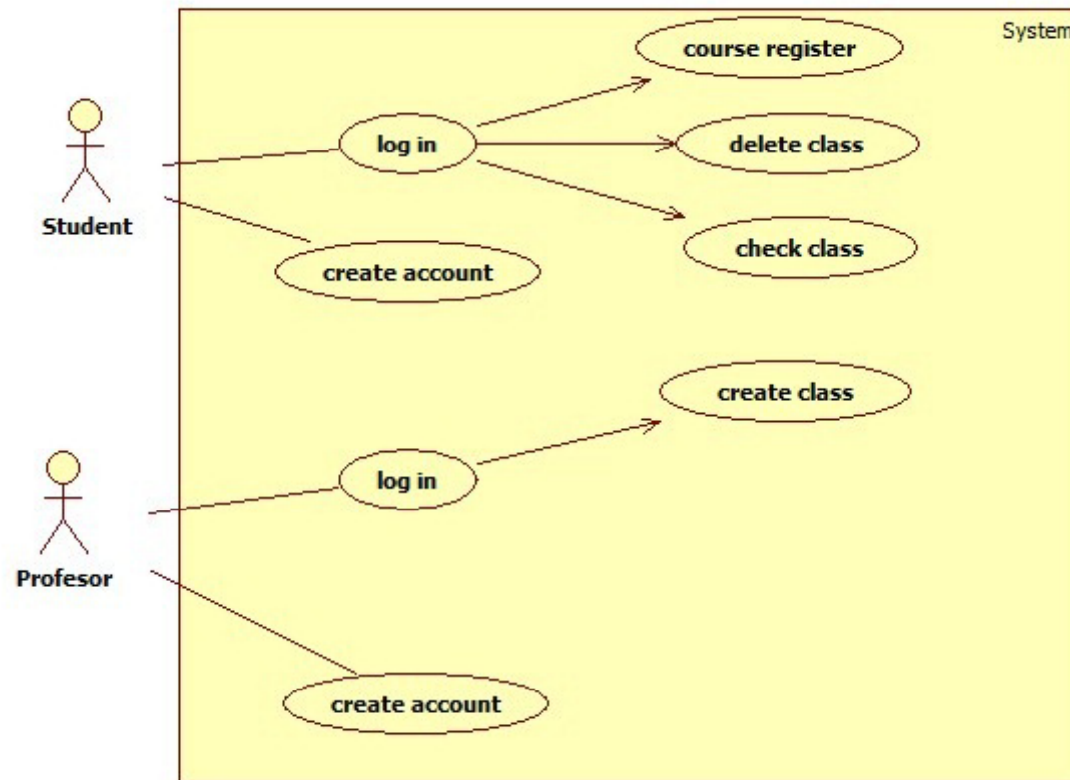 System
course register
log in
delete class
Student
check class
create account
create class
log in
Profesor
create account